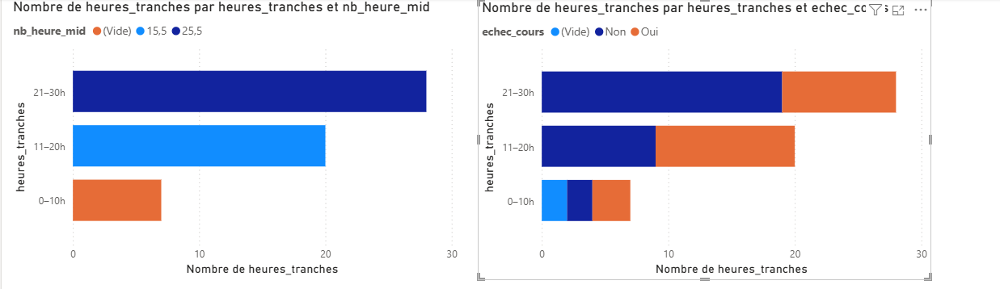 Nombre de heures_tranches par heures_tranches et nb_heure_mid
nb_heure_mid (Vide) 15,5 25,5
heures_tranches
21–30h
11–20h
0–10h
0 10 20 30
Nombre de heures_tranches
Nombre de heures_tranches par heures_tranches et echec_co
echec_cours (Vide) Non Oui
heures_tranches
21–30h
11–20h
0–10h
0 10 20 30
Nombre de heures_tranches